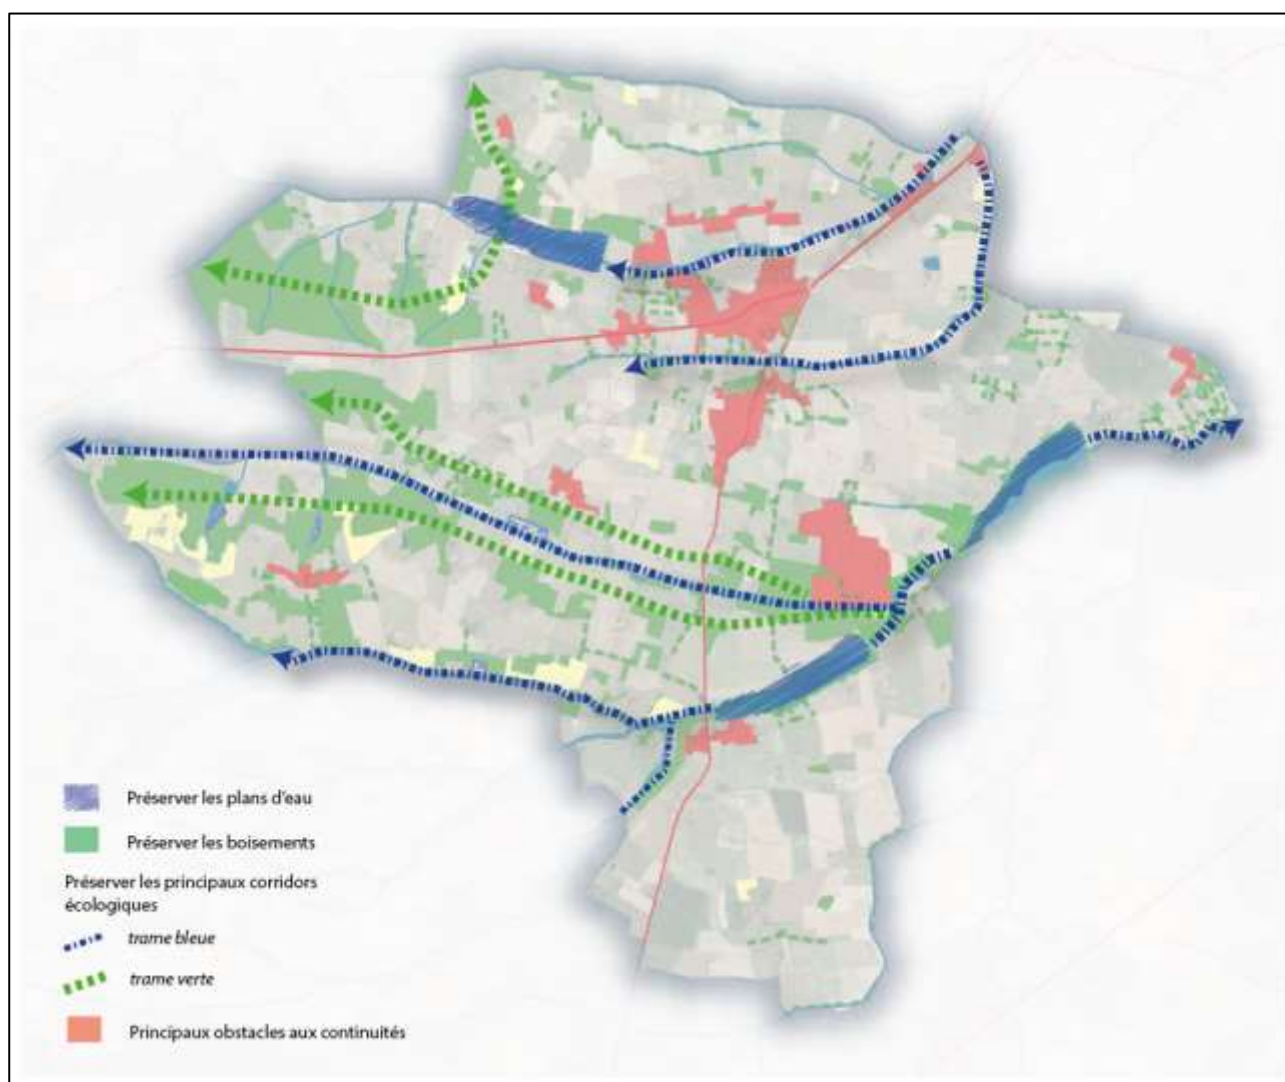 Préserver les plans d'eau
Préserver les boisements
Préserver les principaux corridors
écologiques
trame bleue
trame verte
Principaux obstacles aux continuités